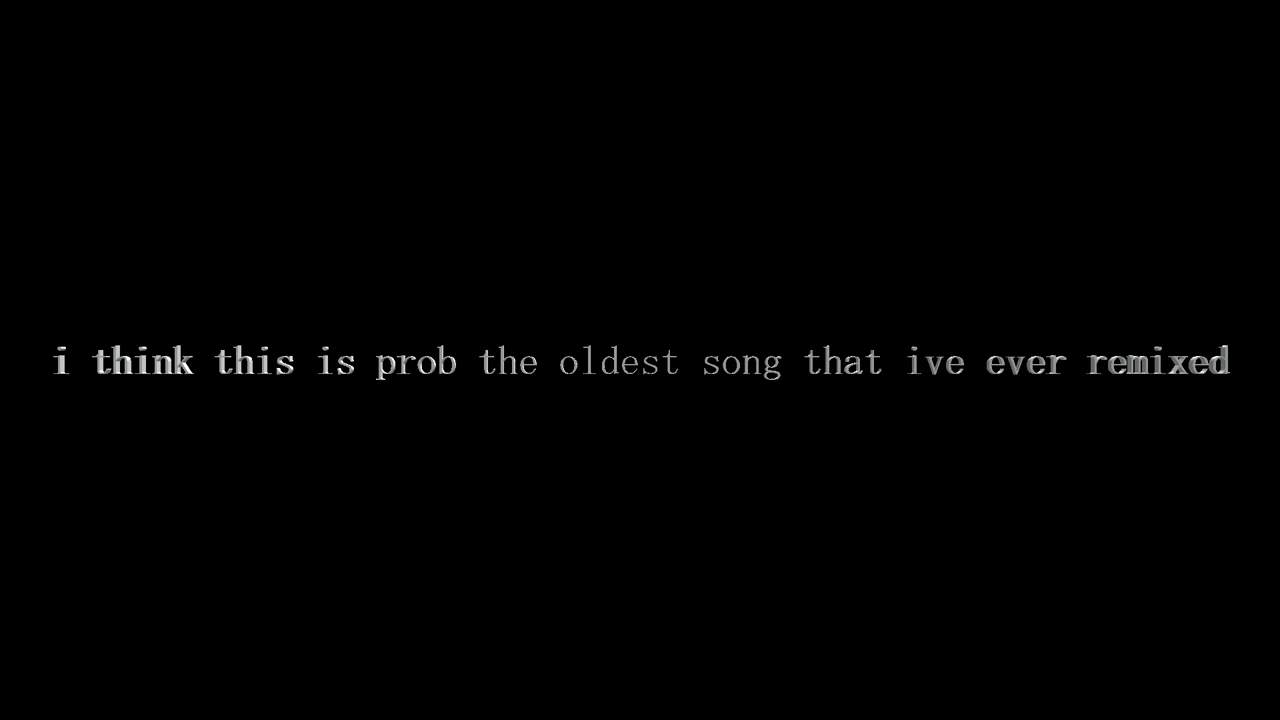 i think this is prob the oldest song that ive ever remixed